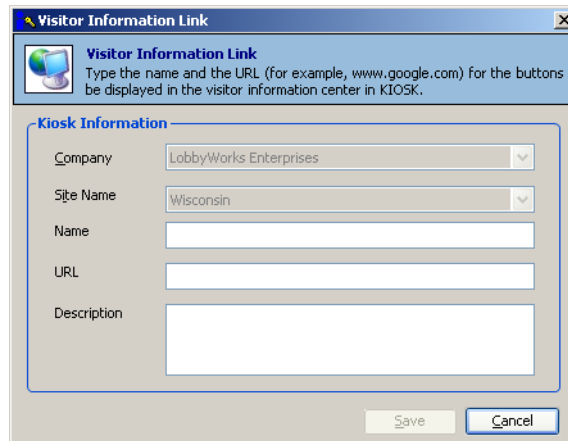 Visitor Information Link
Visitor Information Link
Type the name and the URL (for example, www.google.com) for the buttons
be displayed in the visitor information center in KIOSK.
Kiosk Information
Company
LobbyWorks Enterprises
Site Name
Wisconsin
Name
URL
Description
Save
Cancel